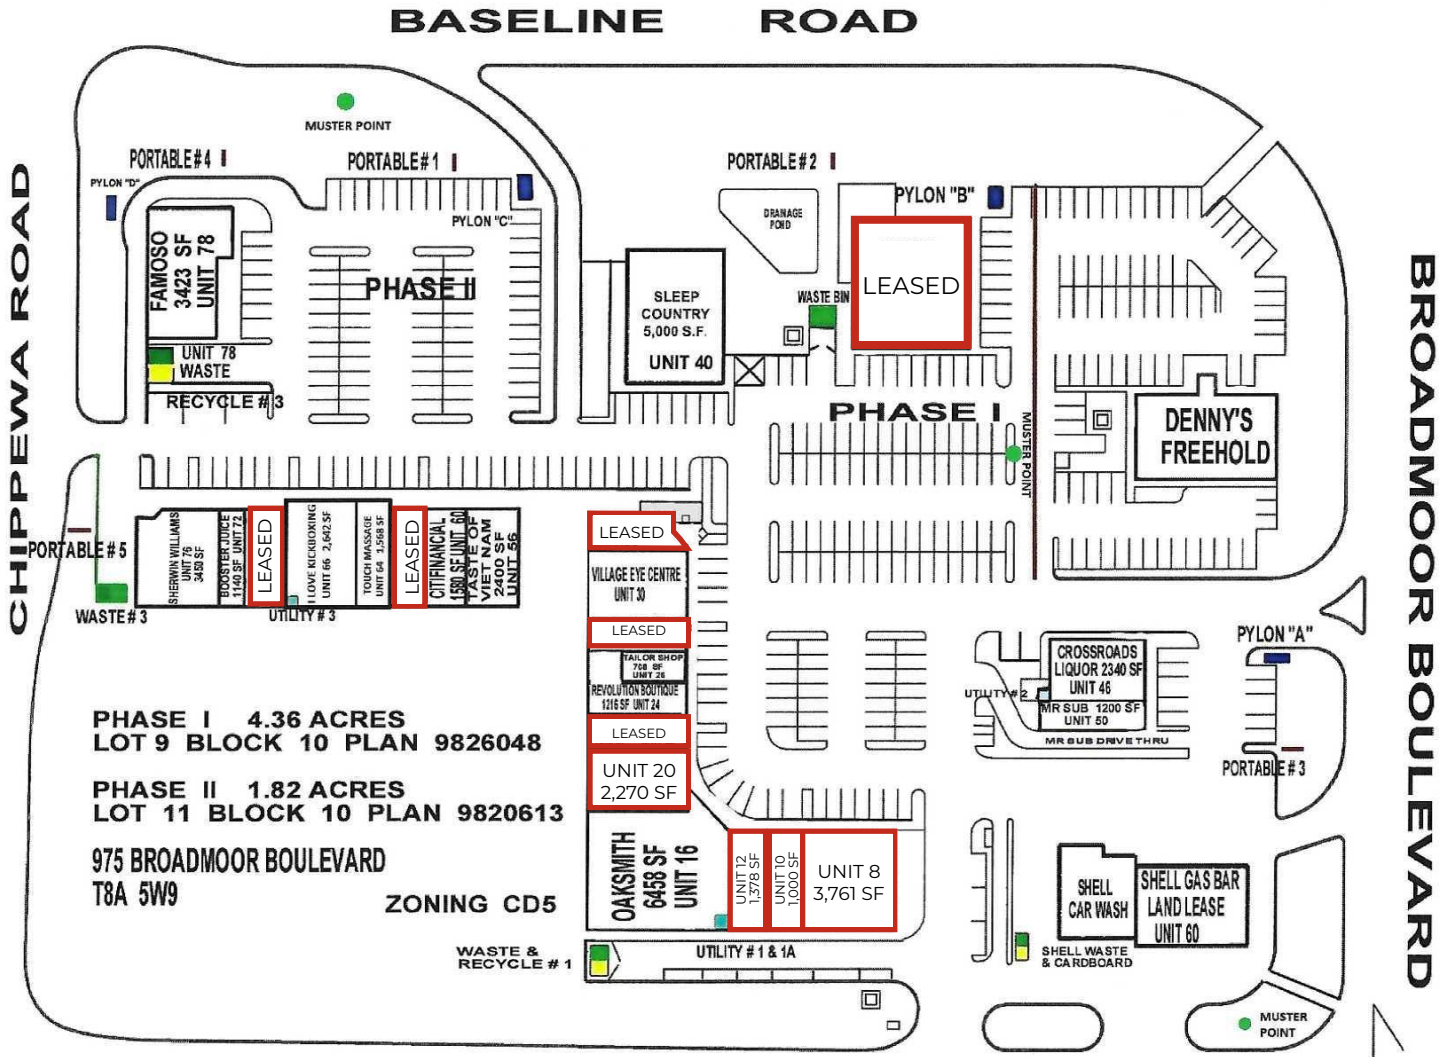 BASELINE ROAD
CHIPPEWA ROAD
BROADMOOR BOULEVARD
MUSTER POINT
PORTABLE # 4
PORTABLE # 1
PORTABLE # 2
PYLON "D"
PYLON "C"
PYLON "B"
DRANAGE
POND
FAMOSO
3423 SF
UNIT 78
PHASE II
SLEEP
COUNTRY
5,000 S.F.
UNIT 40
WASTE BIN
LEASED
UNIT 78
WASTE
RECYCLE # 3
PHASE I
MUSTER POINT
DENNY'S
FREEHOLD
PORTABLE # 5
WASTE # 3
SHERWIN WILLIAMS
UNIT 76
3450 SF
BOOSTER JUICE
1140 SF UNIT 72
LEASED
I LOVE KICKBOXING
UNIT 66 2,642 SF
TOUCH MASSAGE
UNIT 64 1,568 SF
LEASED
CITIFINANCIAL
1580 SF UNIT 60
TASTE OF
VIET NAM
2400 SF
UNIT 56
UTILITY # 3
LEASED
VILLAGE EYE CENTRE
UNIT 30
LEASED
TAILOR SHOP
708 SF
UNIT 26
REVOLUTION BOUTIQUE
1216 SF UNIT 24
LEASED
UNIT 20
2,270 SF
CROSSROADS
LIQUOR 2340 SF
UNIT 46
UTILITY # 2
MR SUB 1200 SF
UNIT 50
MR SUB DRIVE THRU
PYLON "A"
PORTABLE # 3
PHASE I 4.36 ACRES
LOT 9 BLOCK 10 PLAN 9826048
PHASE II 1.82 ACRES
LOT 11 BLOCK 10 PLAN 9820613
975 BROADMOOR BOULEVARD
T8A 5W9
ZONING CD5
OAKSMITH
6458 SF
UNIT 16
UNIT 12
1,378 SF
UNIT 10
1,000 SF
UNIT 8
3,761 SF
SHELL
CAR WASH
SHELL GAS BAR
LAND LEASE
UNIT 60
WASTE &
RECYCLE # 1
UTILITY # 1 & 1A
SHELL WASTE
& CARDBOARD
MUSTER
POINT